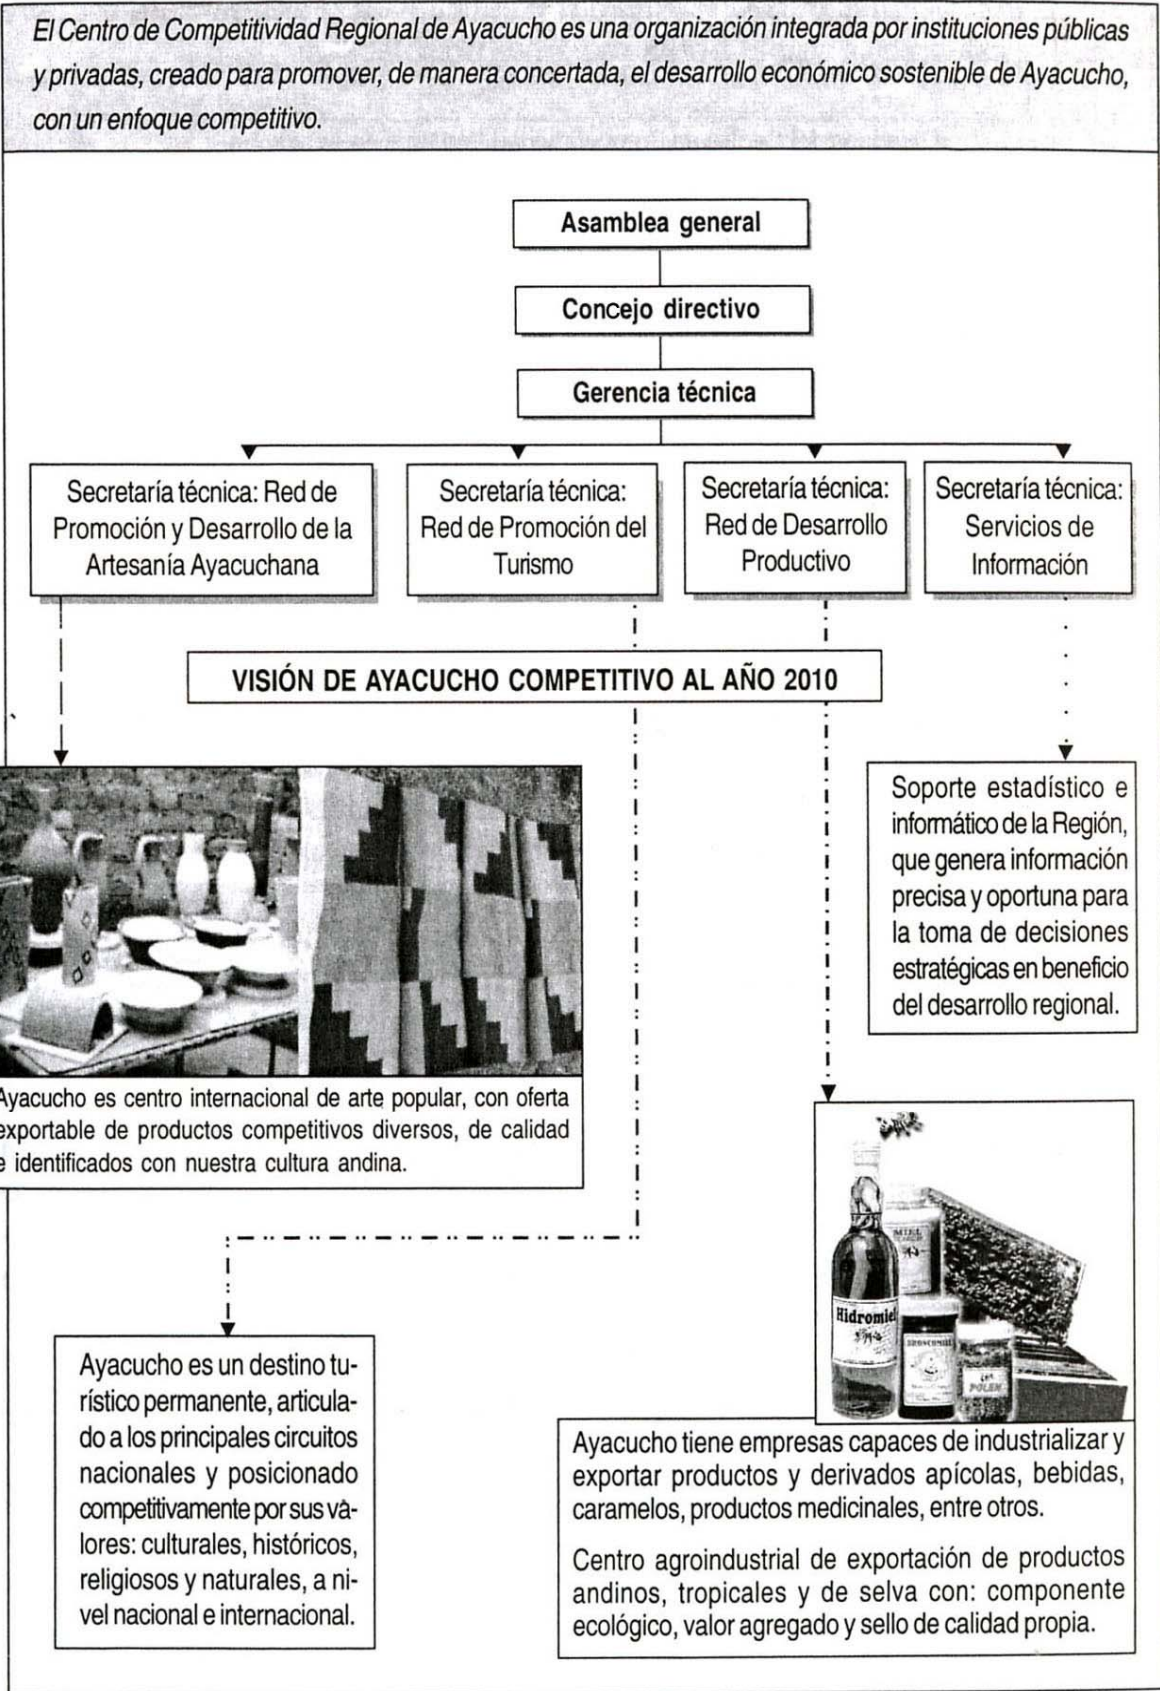 El Centro de Competitividad Regional de Ayacucho es una organización integrada por instituciones públicas
y privadas, creado para promover, de manera concertada, el desarrollo económico sostenible de Ayacucho,
con un enfoque competitivo.
Asamblea general
Concejo directivo
Gerencia técnica
Secretaría técnica: Red de
Promoción y Desarrollo de la
Artesanía Ayacuchana
Secretaría técnica:
Red de Promoción del
Turismo
Secretaría técnica:
Red de Desarrollo
Productivo
Secretaría técnica:
Servicios de
Información
VISIÓN DE AYACUCHO COMPETITIVO AL AÑO 2010
Soporte estadístico e
informático de la Región,
que genera información
precisa y oportuna para
la toma de decisiones
estratégicas en beneficio
del desarrollo regional.
Ayacucho es centro internacional de arte popular, con oferta
exportable de productos competitivos diversos, de calidad
e identificados con nuestra cultura andina.
MIEL
Hidromiel
POLEN
Ayacucho es un destino tu-
rístico permanente, articula-
do a los principales circuitos
nacionales y posicionado
competitivamente por sus va-
lores: culturales, históricos,
religiosos y naturales, a ni-
vel nacional e internacional.
Ayacucho tiene empresas capaces de industrializar y
exportar productos y derivados apícolas, bebidas,
caramelos, productos medicinales, entre otros.
Centro agroindustrial de exportación de productos
andinos, tropicales y de selva con: componente
ecológico, valor agregado y sello de calidad propia.